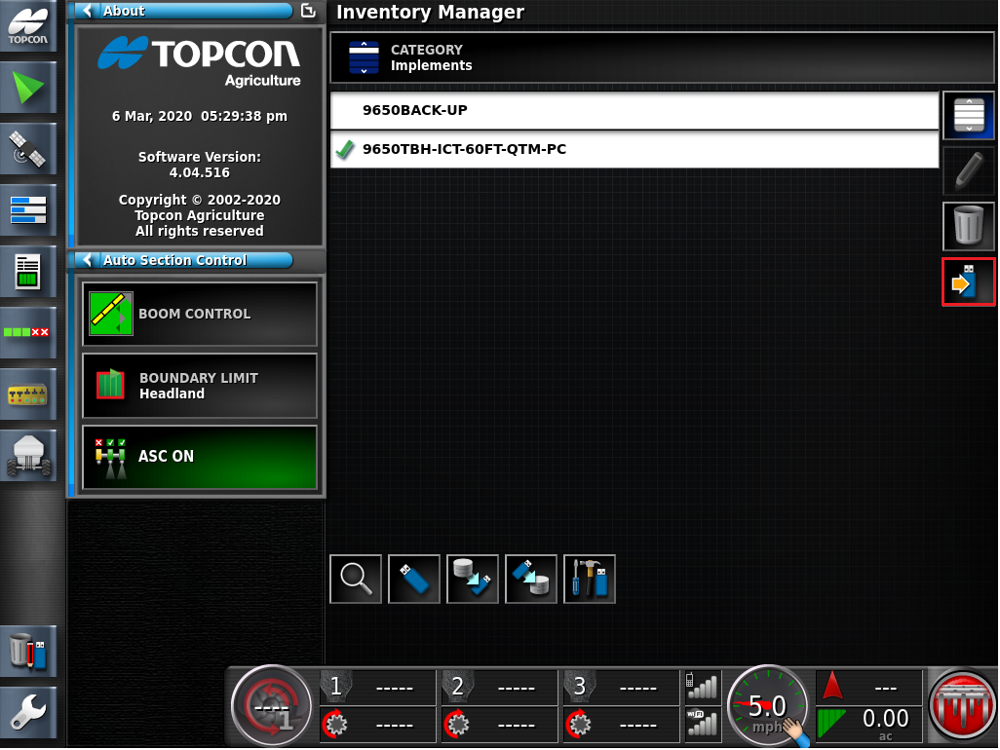 TOPCON
About
TOPCON
Agriculture
6 Mar, 2020 05:29:38 pm
Software Version:
4.04.516
Copyright © 2002-2020
Topcon Agriculture
All rights reserved
Auto Section Control
BOOM CONTROL
BOUNDARY LIMIT
Headland
ASC ON
Inventory Manager
CATEGORY
Implements
9650BACK-UP
9650TBH-ICT-60FT-QTM-PC
---
1
1 -----
-----
2 -----
-----
3 -----
-----
WiFi
5.0
mph
---
0.00
ac